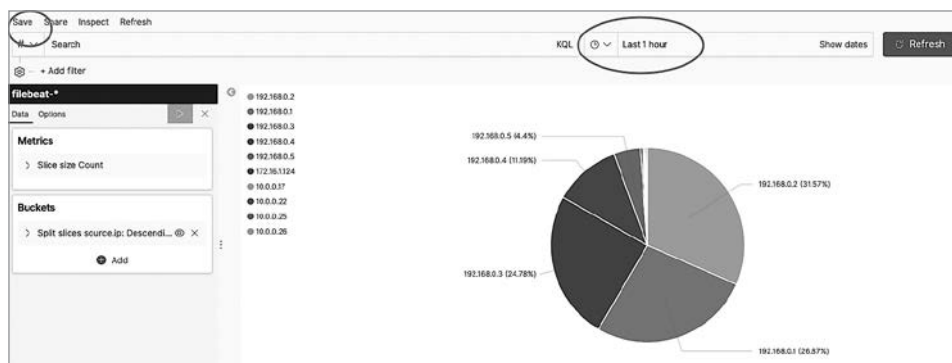 Save Share Inspect Refresh
Search KQL Last 1 hour Show dates Refresh
+ Add filter
filebeat-*
Data Options
Metrics
Slice size Count
Buckets
Split slices source.ip: Descendi...
Add
192.168.0.2
192.168.0.1
192.168.0.3
192.168.0.4
192.168.0.5
172.16.1.124
10.0.0.17
10.0.0.22
10.0.0.25
10.0.0.26
192.168.0.5 (4.4%)
192.168.0.4 (11.19%)
192.168.0.2 (31.57%)
192.168.0.3 (24.78%)
192.168.0.1 (26.87%)